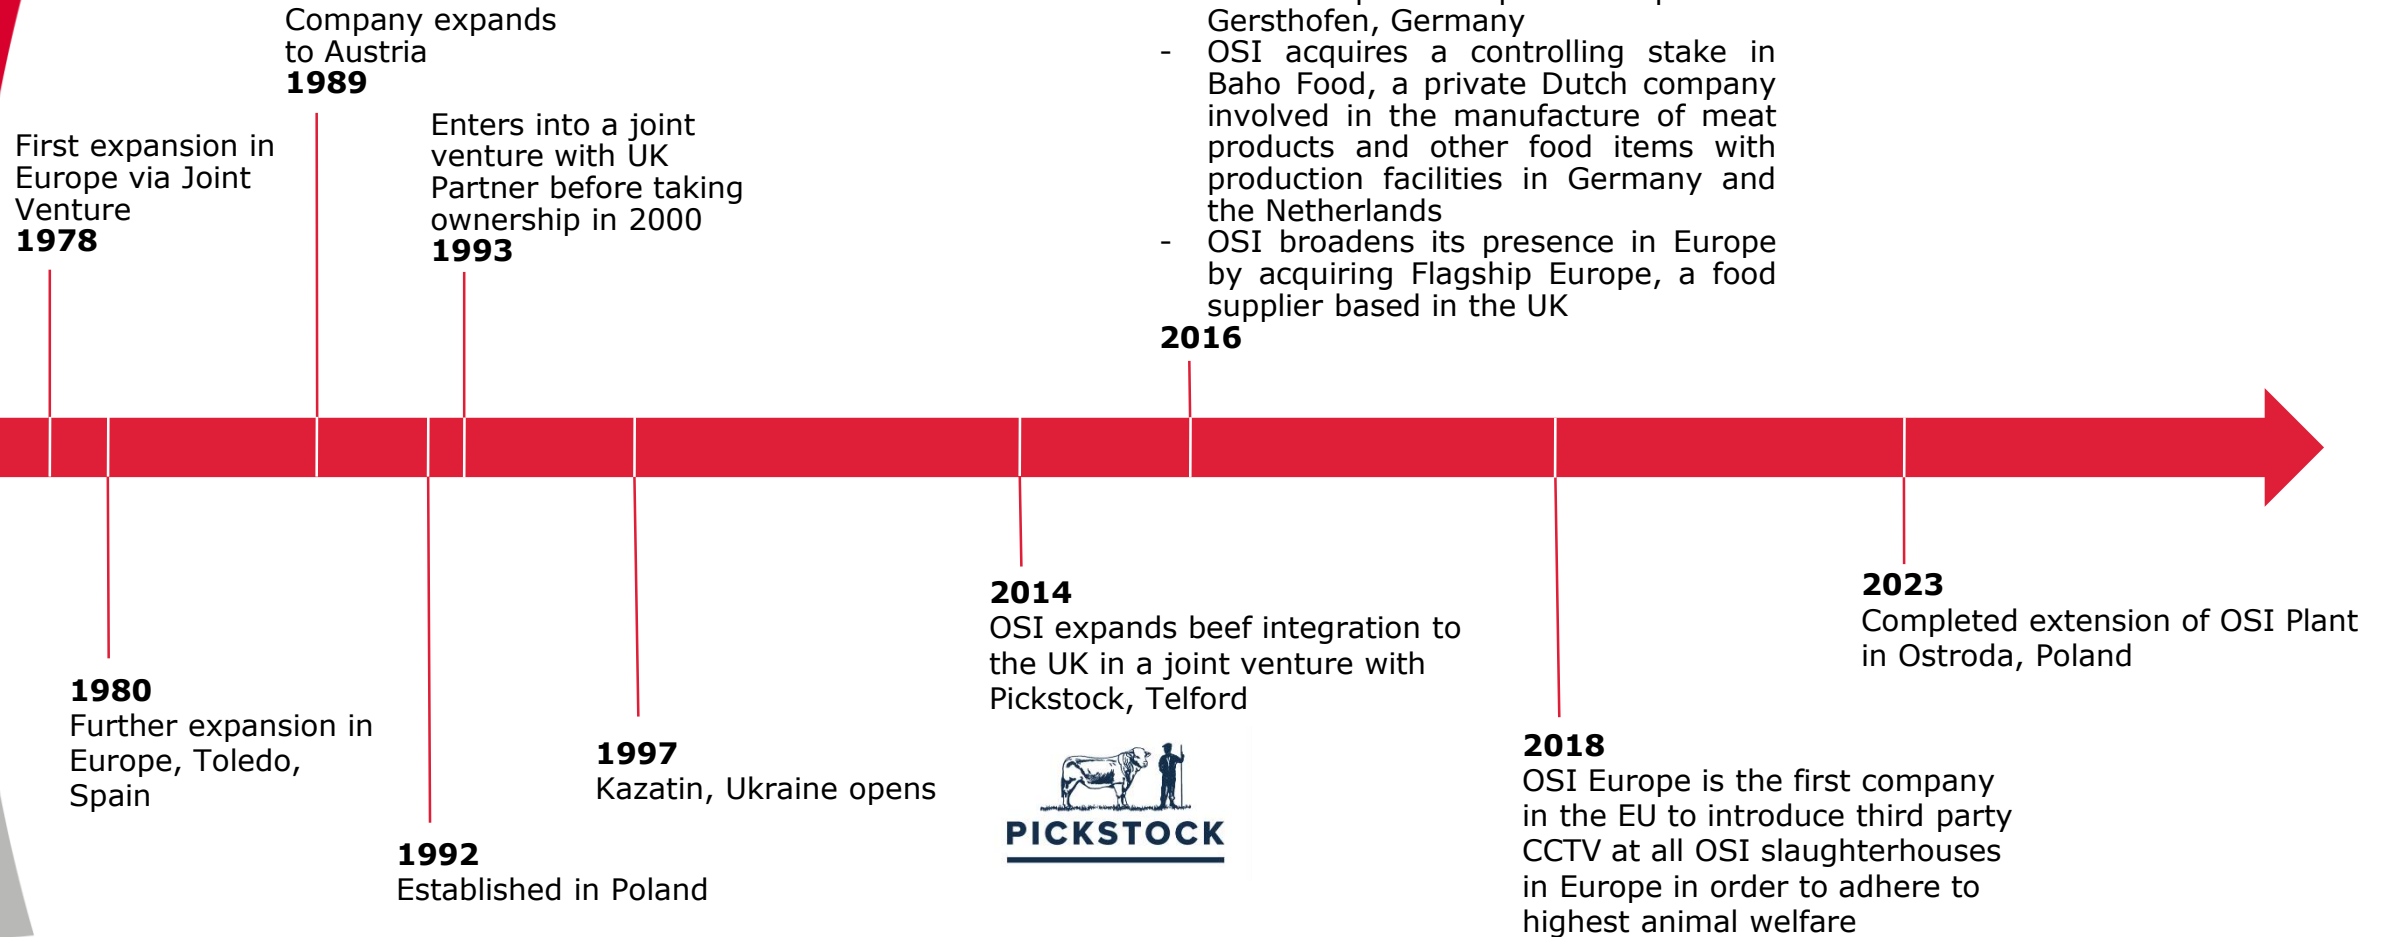 Company expands
to Austria
1989
First expansion in
Europe via Joint
Venture
1978
Enters into a joint
venture with UK
Partner before taking
ownership in 2000
1993
Gersthofen, Germany
- OSI acquires a controlling stake in
Baho Food, a private Dutch company
involved in the manufacture of meat
products and other food items with
production facilities in Germany and
the Netherlands
- OSI broadens its presence in Europe
by acquiring Flagship Europe, a food
supplier based in the UK
2016
1980
Further expansion in
Europe, Toledo,
Spain
1992
Established in Poland
1997
Kazatin, Ukraine opens
2014
OSI expands beef integration to
the UK in a joint venture with
Pickstock, Telford
PICKSTOCK
2018
OSI Europe is the first company
in the EU to introduce third party
CCTV at all OSI slaughterhouses
in Europe in order to adhere to
highest animal welfare
2023
Completed extension of OSI Plant
in Ostroda, Poland